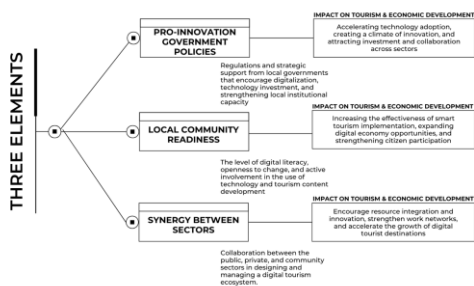 THREE ELEMENTS
PRO-INNOVATION
GOVERNMENT
POLICIES
Regulations and strategic
support from local governments
that encourage digitalization,
technology investment, and
strengthening local institutional
capacity
IMPACT ON TOURISM & ECONOMIC DEVELOPMENT
Accelerating technology adoption,
creating a climate of innovation, and
attracting investment and collaboration
across sectors
LOCAL COMMUNITY
READINESS
The level of digital literacy,
openness to change, and active
involvement in the use of
technology and tourism content
development
IMPACT ON TOURISM & ECONOMIC DEVELOPMENT
Increasing the effectiveness of smart
tourism implementation, expanding
digital economy opportunities, and
strengthening citizen participation
SYNERGY BETWEEN
SECTORS
Collaboration between the
public, private, and community
sectors in designing and
managing a digital tourism
ecosystem.
IMPACT ON TOURISM & ECONOMIC DEVELOPMENT
Encourage resource integration and
innovation, strengthen work networks,
and accelerate the growth of digital
tourist destinations